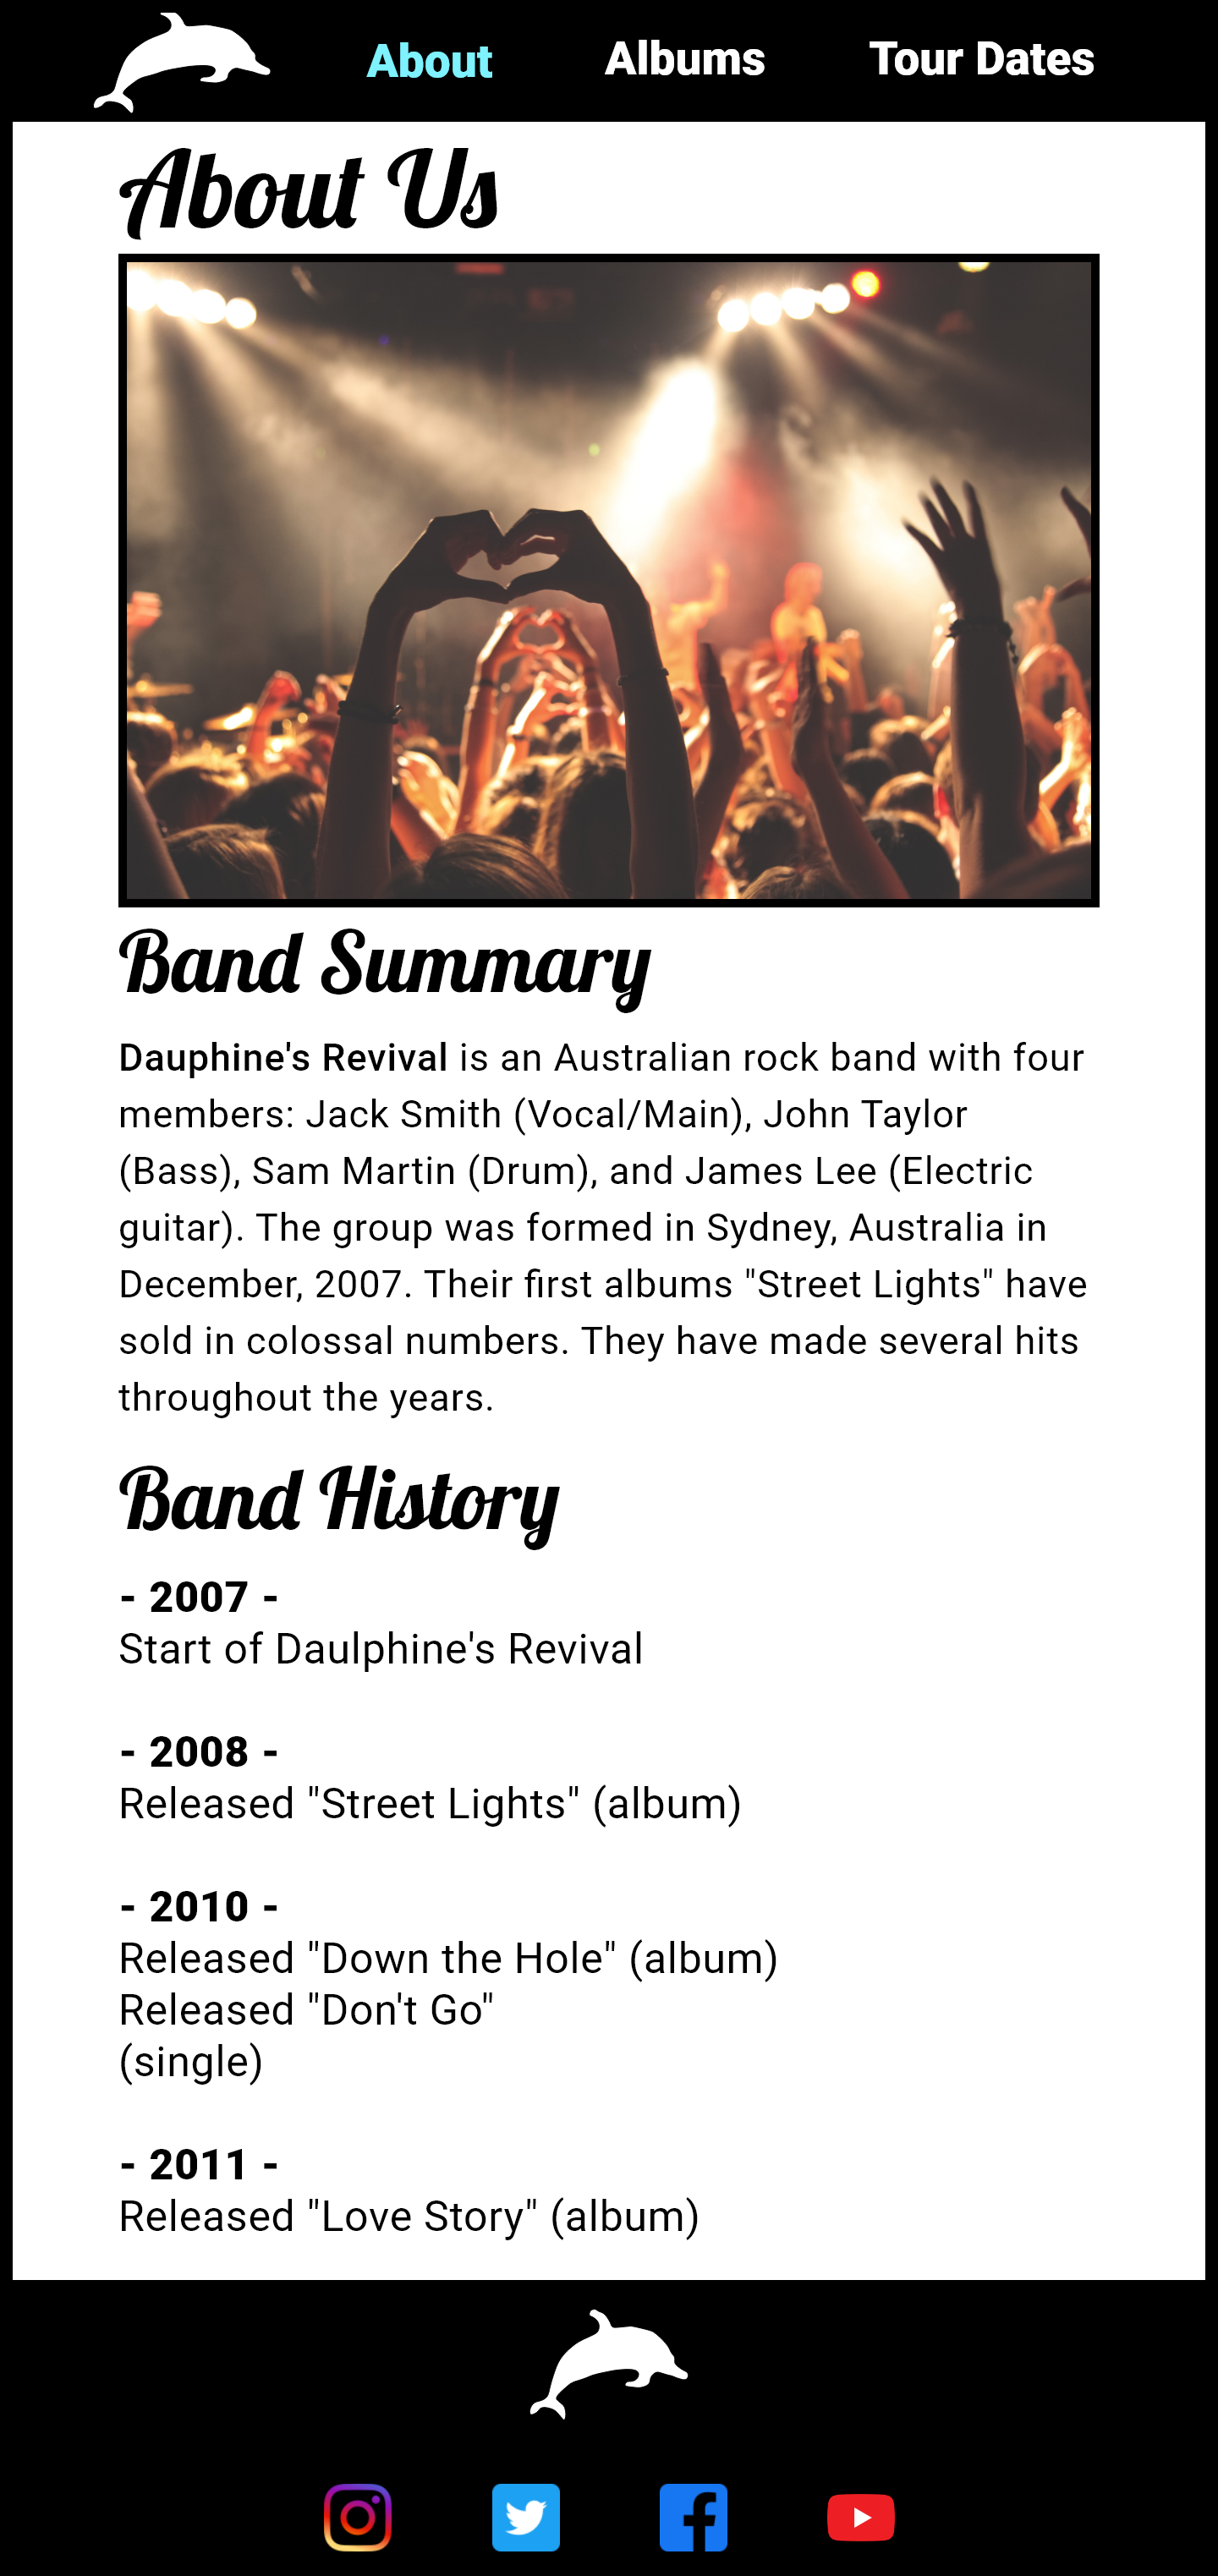 About Albums Tour Dates
About Us
Band Summary
Dauphine's Revival is an Australian rock band with four
members: Jack Smith (Vocal/Main), John Taylor
(Bass), Sam Martin (Drum), and James Lee (Electric
guitar). The group was formed in Sydney, Australia in
December, 2007. Their first albums "Street Lights" have
sold in colossal numbers. They have made several hits
throughout the years.
Band History
- 2007 -
Start of Daulphine's Revival
- 2008 -
Released "Street Lights" (album)
- 2010 -
Released "Down the Hole" (album)
Released "Don't Go"
(single)
- 2011 -
Released "Love Story" (album)